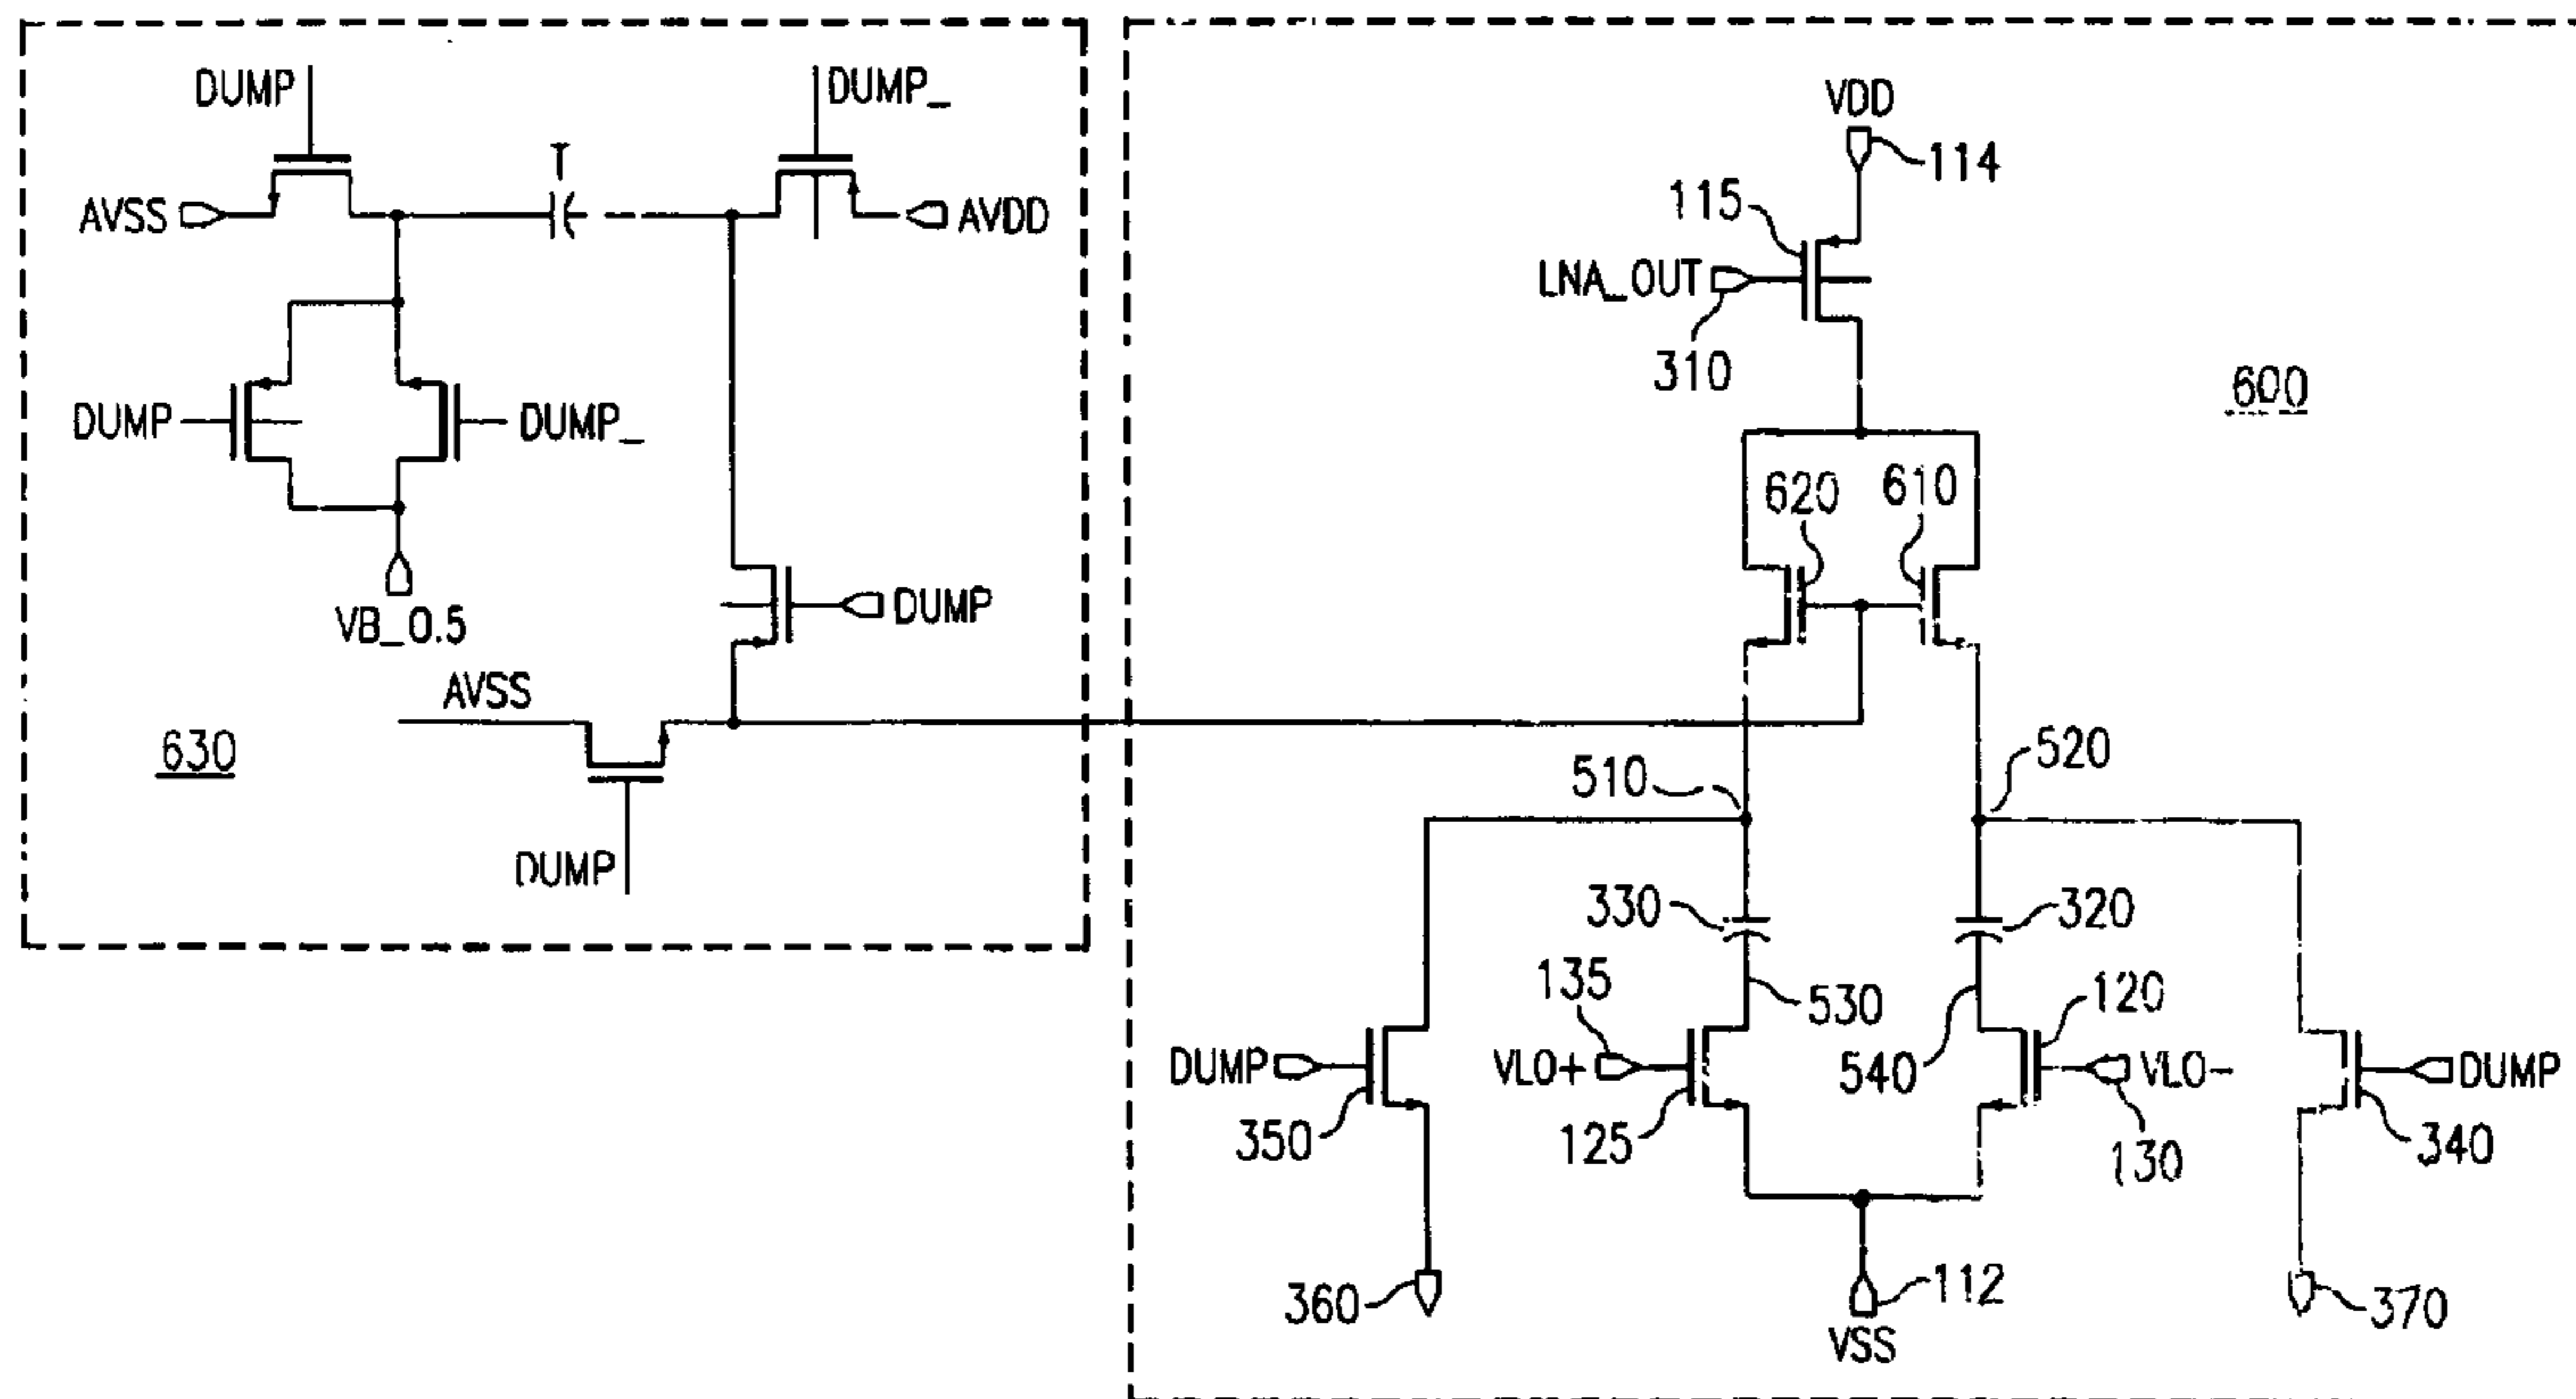 DUMP
DUMP_
T
AVSS
AVDD
DUMP
DUMP_
VB_0.5
DUMP
AVSS
630
DUMP
VDD
114
115
LNA_OUT
310
600
620
610
510
520
330
320
135
530
120
DUMP
VLO+
540
VLO-
DUMP
350
125
130
340
360
112
370
VSS